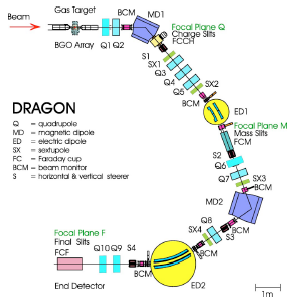 Gas Target
Beam
BGO Array
Q1 Q2
BCM
MD1
Focal Plane Q
Charge Slits
FCCH
S1
SX1
Q3
Q4
Q5
SX2
BCM
ED1
Focal Plane M
Mass Slits
FCM
S2
Q6
Q7
SX3
BCM
MD2
Q8
SX4
S3
BCM
DRAGON
Q = quadrupole
MD = magnetic dipole
ED = electric dipole
SX = sextupole
FC = Faraday cup
BCM = beam monitor
S = horizontal & vertical steerer
Focal Plane F
Final Slits
FCF
Q10 Q9
S4
BCM
ED2
End Detector
1m